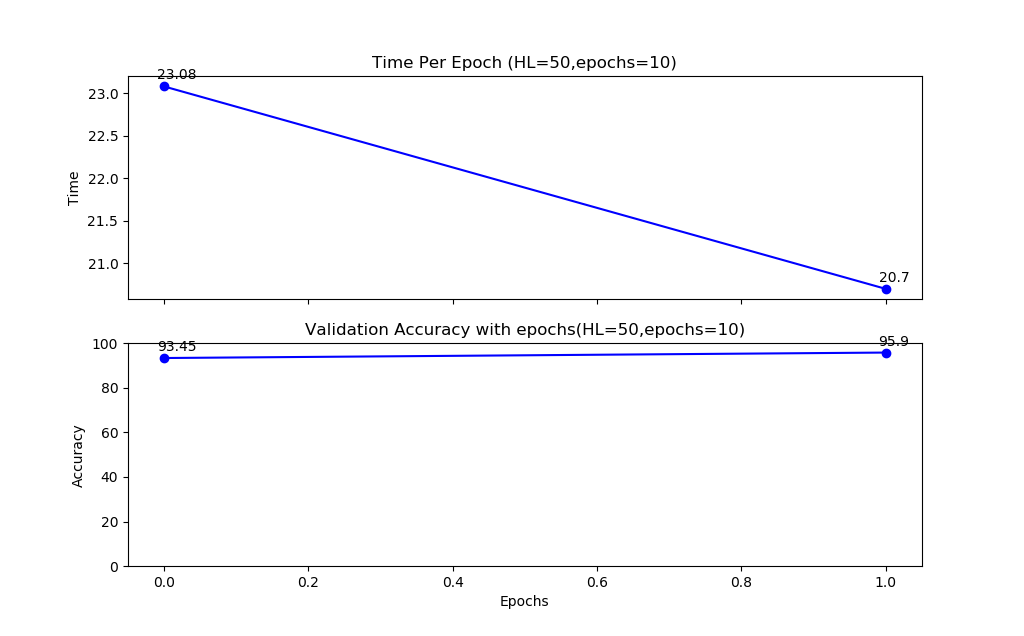 Time Per Epoch (HL=50,epochs=10)
23.08
23.0
22.5
22.0
21.5
21.0
Time
20.7
Validation Accuracy with epochs(HL=50,epochs=10)
93.45
95.9
100
80
60
40
20
0
Accuracy
0.0 0.2 0.4 0.6 0.8 1.0
Epochs